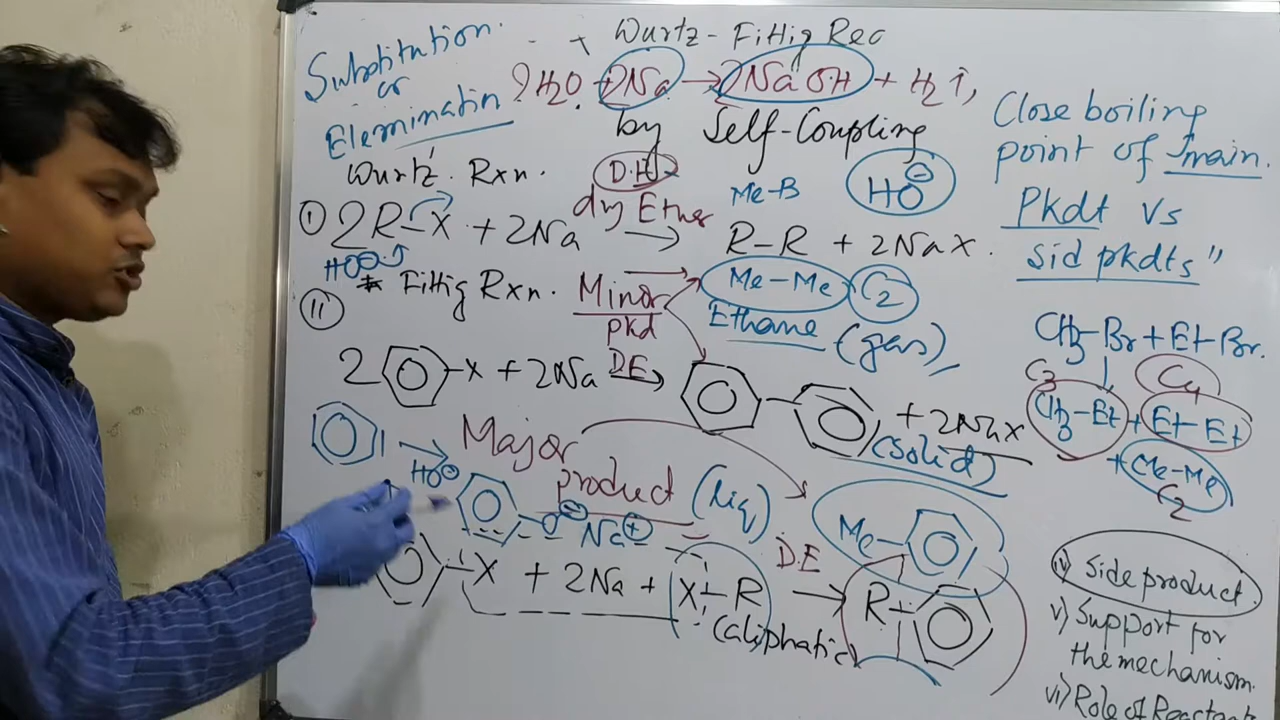 Substitution
or
Elemination
- + Wurtz-Fittig Rec
2H2O + 2Na → 2NaOH + H2↑,
by Self-Coupling
Wurtz Rxn.
dry Ether
Me-B
HO⊖
① 2R-X + 2Na → R-R + 2NaX.
HO⊖
* Fittig Rxn.
Minor
pkd
Me-Me C2
Ethane (gas)
② 2 -X + 2Na D.E → + 2NaX
(Solid)
HO⊖
Major
product (liq)
O⊖ Na⊕
Me-
X + 2Na + X-R D.E → R-
(aliphatic)
Close boiling
point of main.
Pkdt Vs
Sid pkdts"
CH3-Br + Et-Br.
C3 C4
CH3-Et + Et-Et
+ Me-Me
C2
iv) Side product
v) Support for
the mechanism.
vi) Role of Reactant